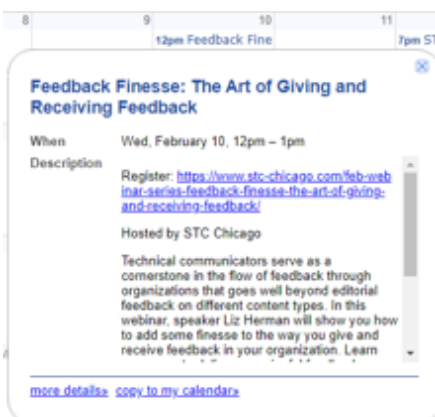 8 9 10 11
12pm Feedback Fine 7pm ST
Feedback Finesse: The Art of Giving and
Receiving Feedback
When Wed, February 10, 12pm – 1pm
Description
Register: https://www.stc-chicago.com/feb-web
inar-series-feedback-finesse-the-art-of-giving-
and-receiving-feedback/
Hosted by STC Chicago
Technical communicators serve as a
cornerstone in the flow of feedback through
organizations that goes well beyond editorial
feedback on different content types. In this
webinar, speaker Liz Herman will show you how
to add some finesse to the way you give and
receive feedback in your organization. Learn
more details» copy to my calendar»